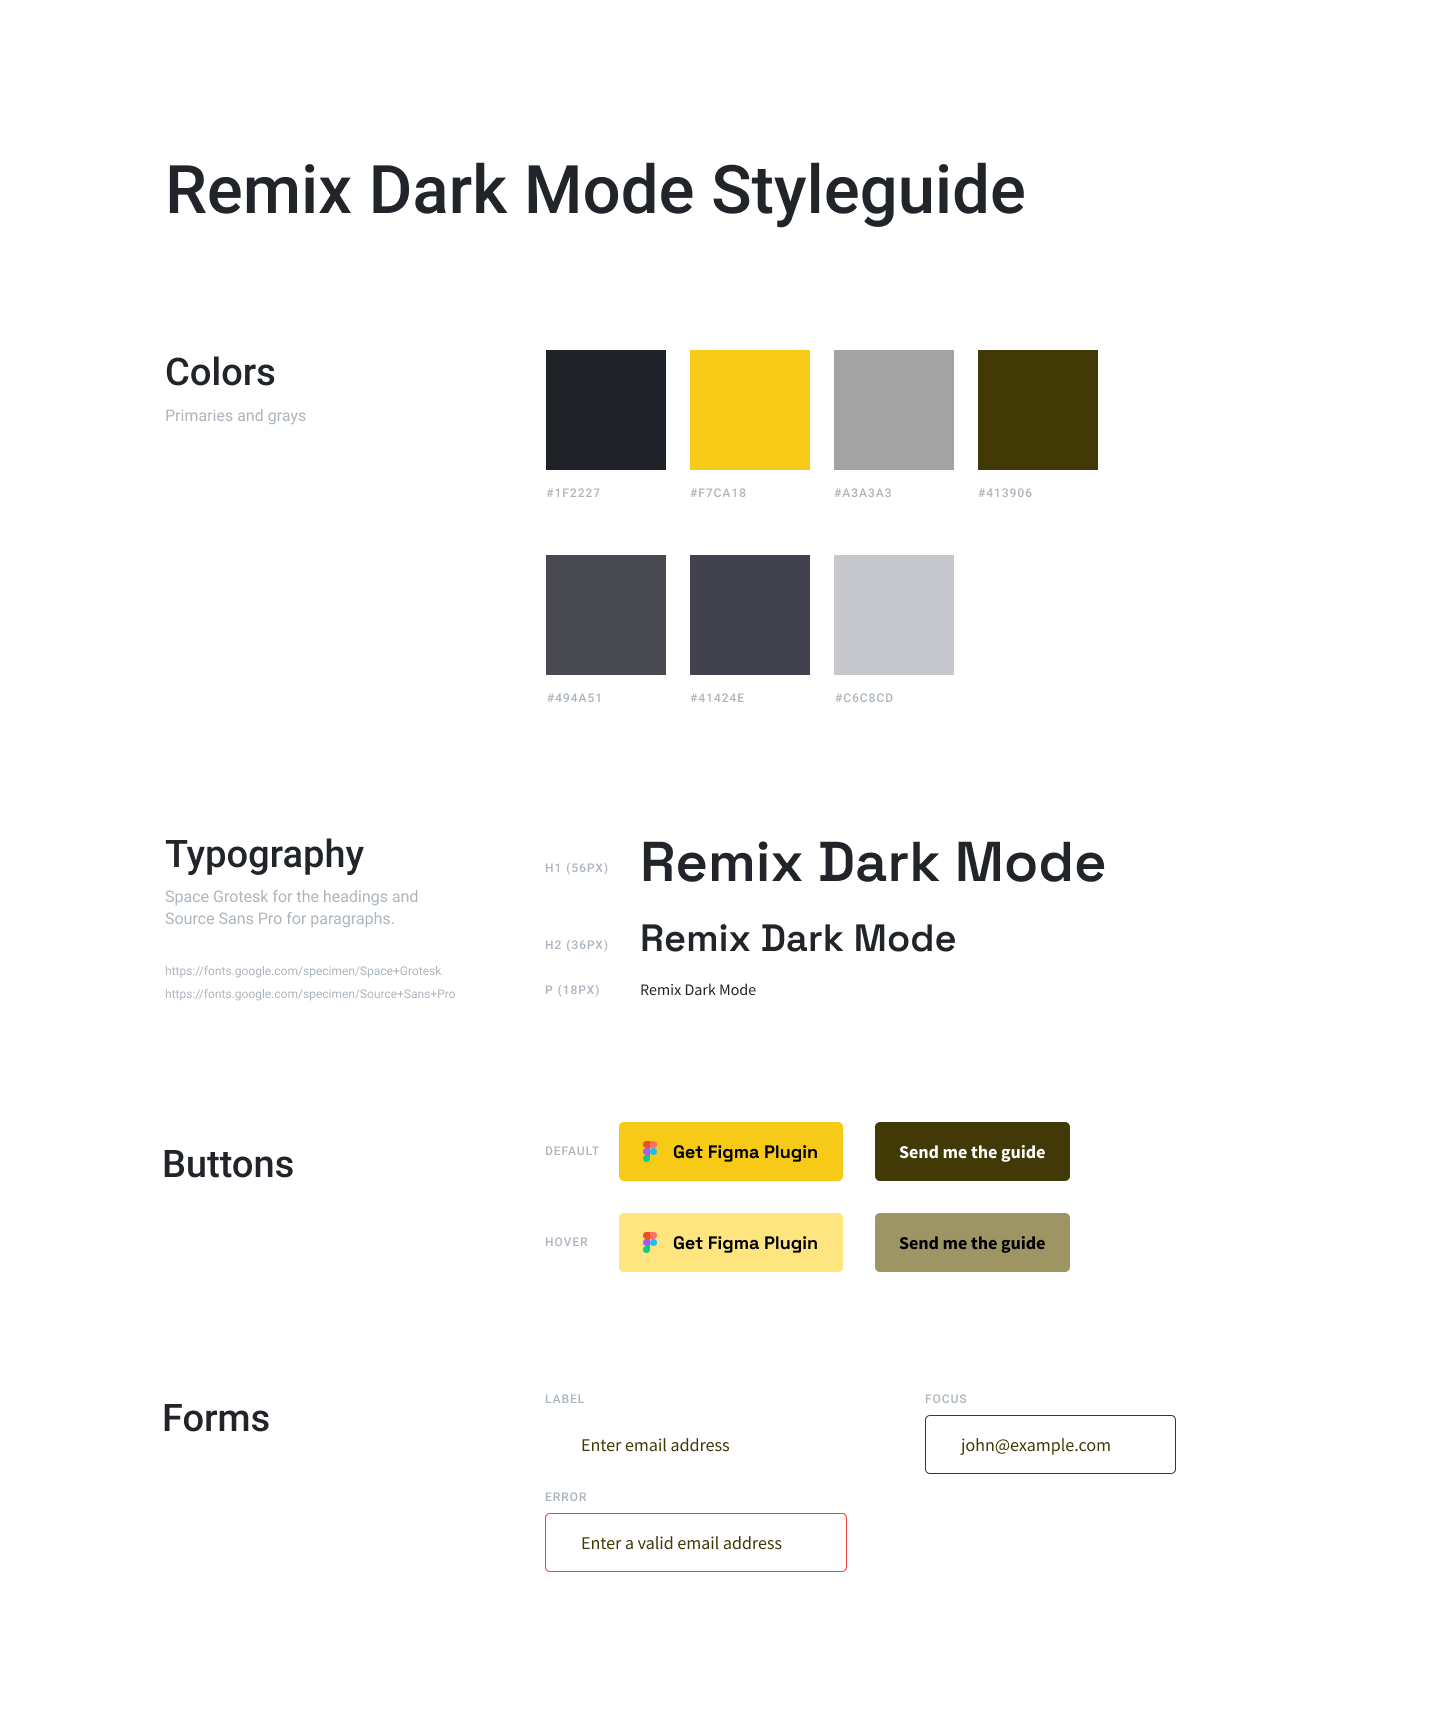 Remix Dark Mode Styleguide
Colors
Primaries and grays
#1F2227
#F7CA18
#A3A3A3
#413906
#494A51
#41424E
#C6C8CD
Typography
Space Grotesk for the headings and
Source Sans Pro for paragraphs.
https://fonts.google.com/specimen/Space+Grotesk
https://fonts.google.com/specimen/Source+Sans+Pro
H1 (56PX)
Remix Dark Mode
H2 (36PX)
Remix Dark Mode
P (18PX)
Remix Dark Mode
Buttons
DEFAULT
Get Figma Plugin
Send me the guide
HOVER
Get Figma Plugin
Send me the guide
Forms
LABEL
Enter email address
FOCUS
john@example.com
ERROR
Enter a valid email address